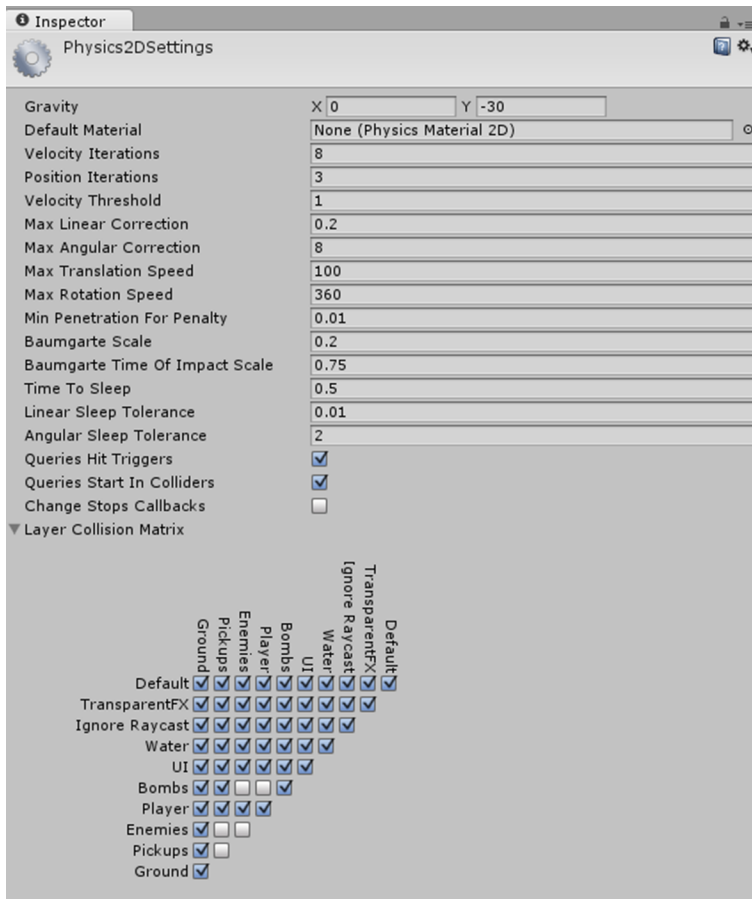 Inspector
Physics2DSettings
Gravity X 0 Y -30
Default Material None (Physics Material 2D)
Velocity Iterations 8
Position Iterations 3
Velocity Threshold 1
Max Linear Correction 0.2
Max Angular Correction 8
Max Translation Speed 100
Max Rotation Speed 360
Min Penetration For Penalty 0.01
Baumgarte Scale 0.2
Baumgarte Time Of Impact Scale 0.75
Time To Sleep 0.5
Linear Sleep Tolerance 0.01
Angular Sleep Tolerance 2
Queries Hit Triggers
Queries Start In Colliders
Change Stops Callbacks
Layer Collision Matrix
Ground
Pickups
Enemies
Player
Bombs
UI
Water
Ignore Raycast
TransparentFX
Default
Default
TransparentFX
Ignore Raycast
Water
UI
Bombs
Player
Enemies
Pickups
Ground